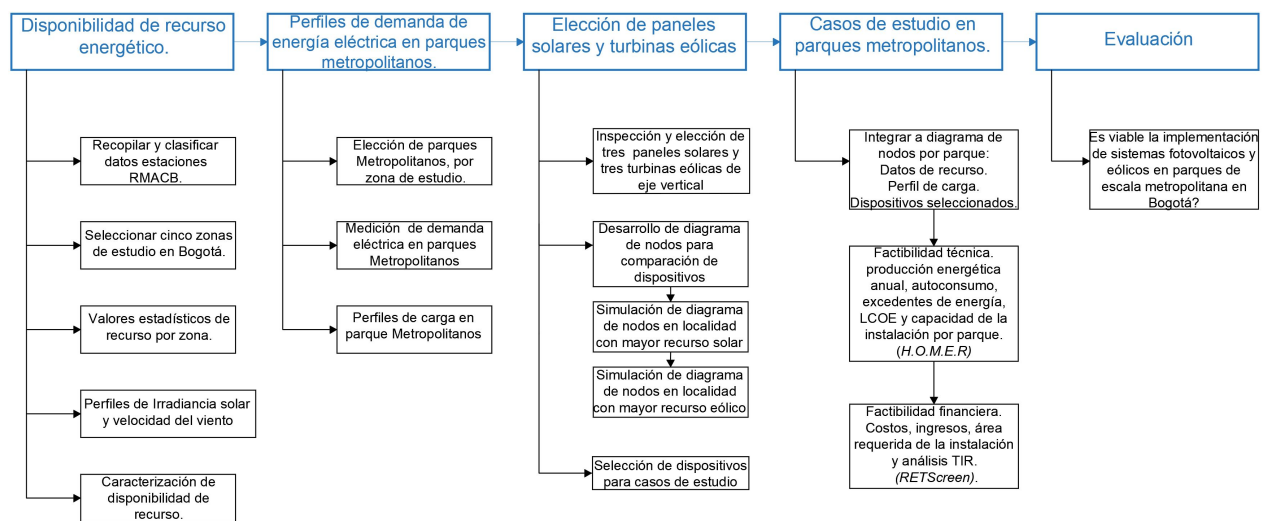 Disponibilidad de recurso
energético.
Perfiles de demanda de
energía eléctrica en parques
metropolitanos.
Elección de paneles
solares y turbinas eólicas
Casos de estudio en
parques metropolitanos.
Evaluación
Recopilar y clasificar
datos estaciones
RMACB.
Seleccionar cinco zonas
de estudio en Bogotá.
Valores estadísticos de
recurso por zona.
Perfiles de Irradiancia solar
y velocidad del viento
Caracterización de
disponibilidad de
recurso.
Elección de parques
Metropolitanos, por
zona de estudio.
Medición de demanda
eléctrica en parques
Metropolitanos
Perfiles de carga en
parque Metropolitanos
Inspección y elección de
tres paneles solares y
tres turbinas eólicas de
eje vertical
Desarrollo de diagrama
de nodos para
comparación de
dispositivos
Simulación de diagrama
de nodos en localidad
con mayor recurso solar
Simulación de diagrama
de nodos en localidad
con mayor recurso eólico
Selección de dispositivos
para casos de estudio
Integrar a diagrama de
nodos por parque:
Datos de recurso.
Perfil de carga.
Dispositivos seleccionados.
Factibilidad técnica.
producción energética
anual, autoconsumo,
excedentes de energía,
LCOE y capacidad de la
instalación por parque.
(H.O.M.E.R)
Factibilidad financiera.
Costos, ingresos, área
requerida de la instalación
y análisis TIR.
(RETScreen).
Es viable la implementación
de sistemas fotovoltaicos y
eólicos en parques de
escala metropolitana en
Bogotá?